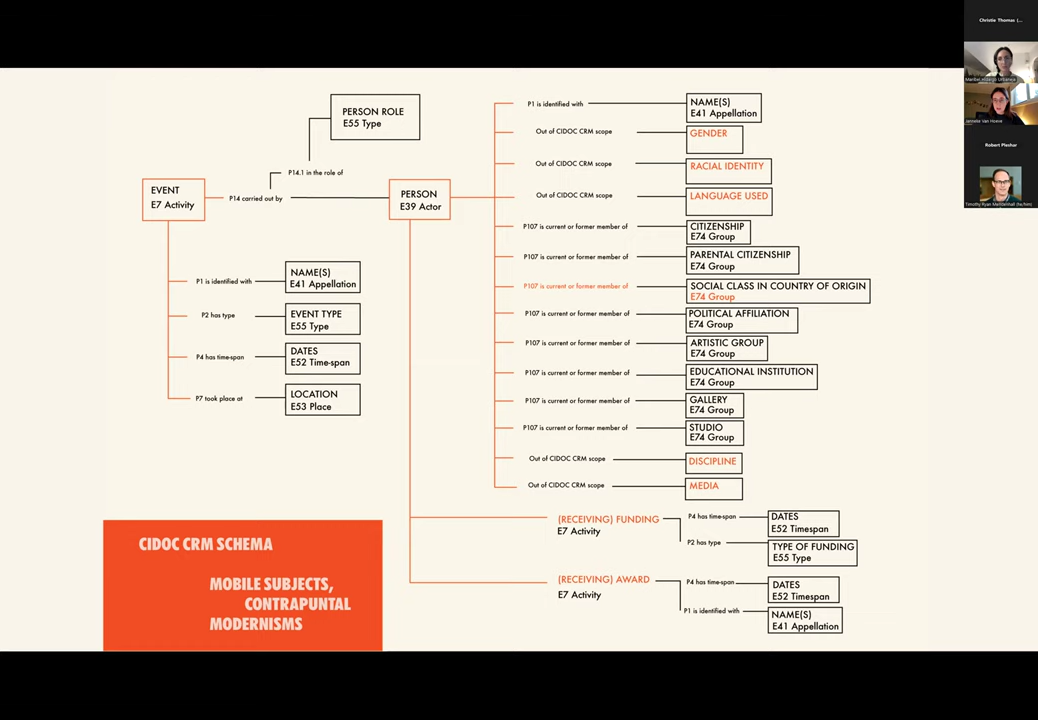 Christie Thomas (...
Maribel Hidalgo Urbaneja
Janneke Van Hoeve
Robert Pleshar
Timothy Ryan Mendenhall (he/him)
PERSON ROLE
E55 Type
P14.1 in the role of
EVENT
E7 Activity
P14 carried out by
PERSON
E39 Actor
P1 is identified with
NAME(S)
E41 Appellation
P2 has type
EVENT TYPE
E55 Type
P4 has time-span
DATES
E52 Time-span
P7 took place at
LOCATION
E53 Place
P1 is identified with
NAME(S)
E41 Appellation
Out of CIDOC CRM scope
GENDER
Out of CIDOC CRM scope
RACIAL IDENTITY
Out of CIDOC CRM scope
LANGUAGE USED
P107 is current or former member of
CITIZENSHIP
E74 Group
P107 is current or former member of
PARENTAL CITIZENSHIP
E74 Group
P107 is current or former member of
SOCIAL CLASS IN COUNTRY OF ORIGIN
E74 Group
P107 is current or former member of
POLITICAL AFFILIATION
E74 Group
P107 is current or former member of
ARTISTIC GROUP
E74 Group
P107 is current or former member of
EDUCATIONAL INSTITUTION
E74 Group
P107 is current or former member of
GALLERY
E74 Group
P107 is current or former member of
STUDIO
E74 Group
Out of CIDOC CRM scope
DISCIPLINE
Out of CIDOC CRM scope
MEDIA
(RECEIVING) FUNDING
E7 Activity
P4 has time-span
DATES
E52 Timespan
P2 has type
TYPE OF FUNDING
E55 Type
(RECEIVING) AWARD
E7 Activity
P4 has time-span
DATES
E52 Timespan
P1 is identified with
NAME(S)
E41 Appellation
CIDOC CRM SCHEMA
MOBILE SUBJECTS,
CONTRAPUNTAL
MODERNISMS